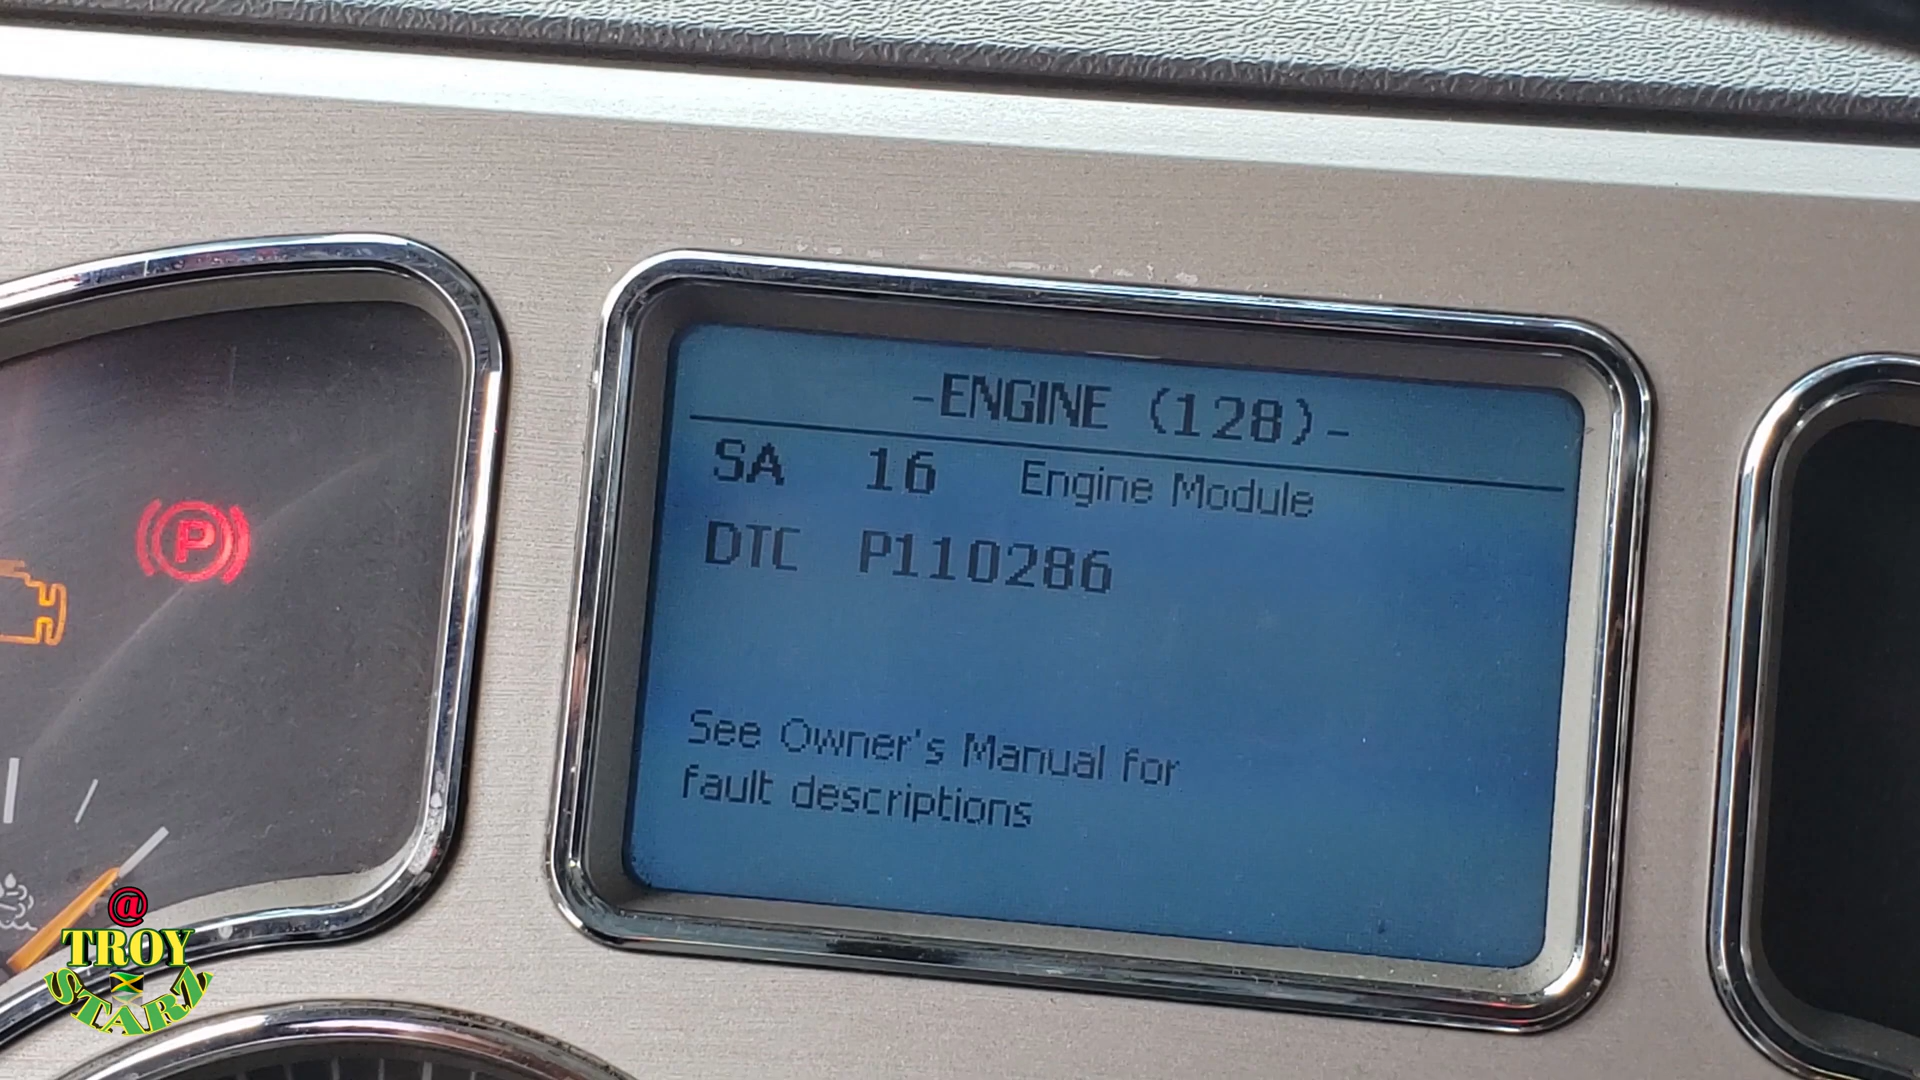 -ENGINE (128)-
SA 16 Engine Module
DTC P110286
See Owner's Manual for
fault descriptions
P
@
TROY
STARZ